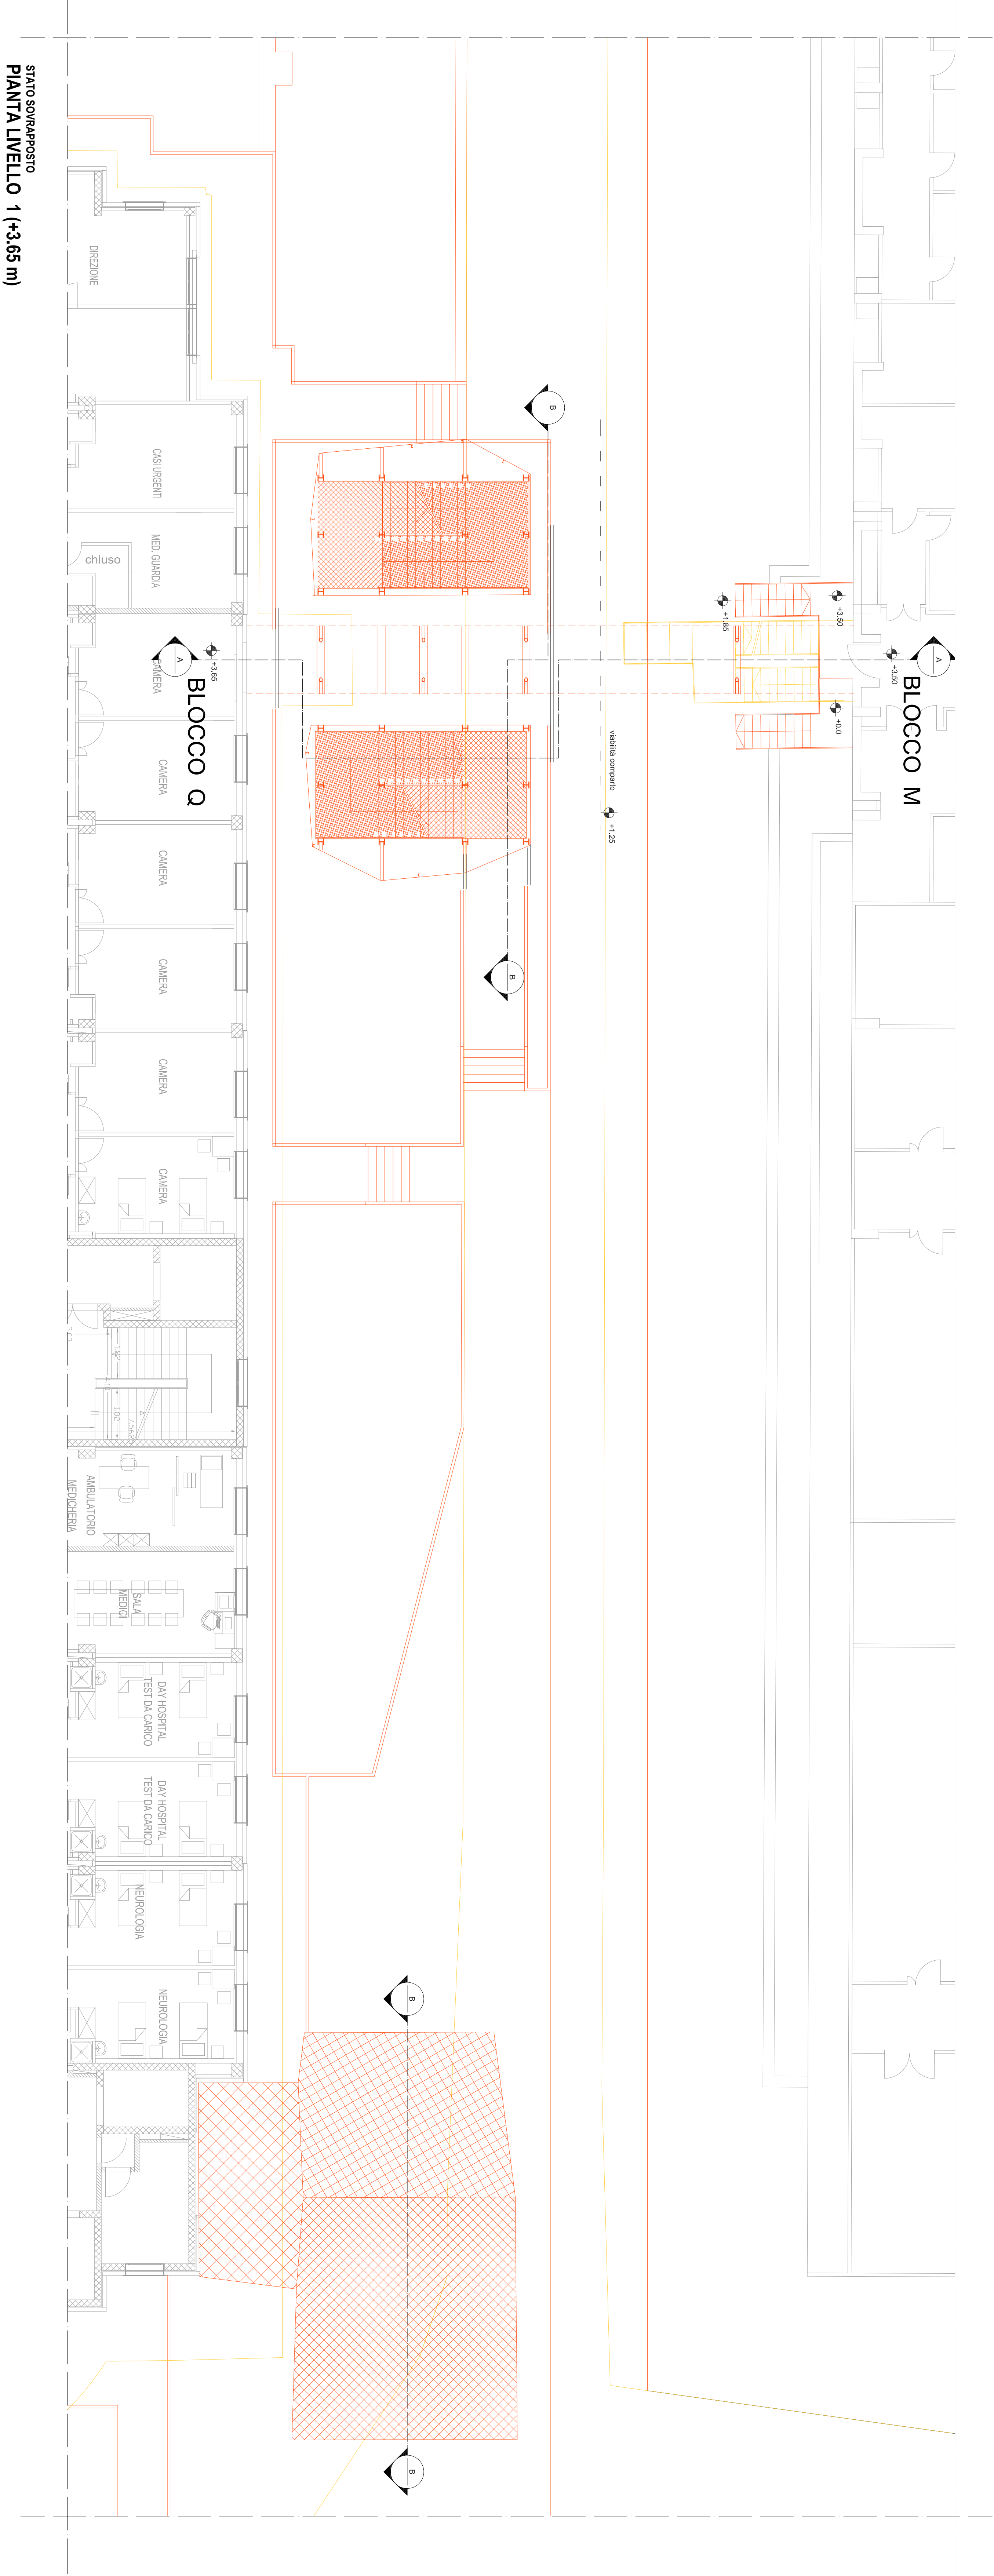 STATO SOVRAPPOSTO
PIANTA LIVELLO 1 (+3.65 m)
BLOCCO M
+3.50
+3.50
+1.85
+0.0
A
B
viabilità comparto
+1.25
B
BLOCCO Q
+3.65
A
DIREZIONE
CASI URGENTI
MED. GUARDIA
chiuso
CAMERA
CAMERA
CAMERA
CAMERA
CAMERA
CAMERA
AMBULATORIO
MEDICHERIA
SALA
MEDICI
DAY HOSPITAL
TEST DA CARICO
DAY HOSPITAL
TEST DA CARICO
NEUROLOGIA
NEUROLOGIA
B
B